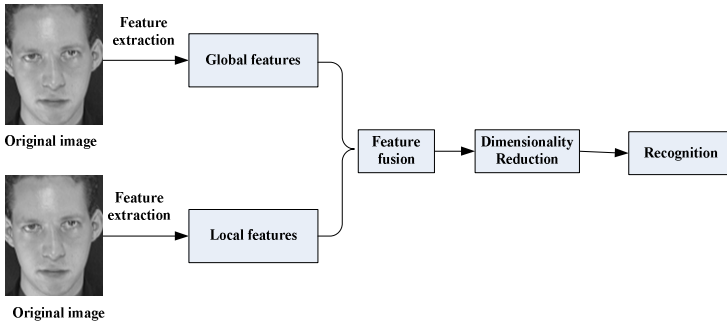 Feature
extraction
Global features
Original image
Feature
fusion
Dimensionality
Reduction
Recognition
Feature
extraction
Local features
Original image